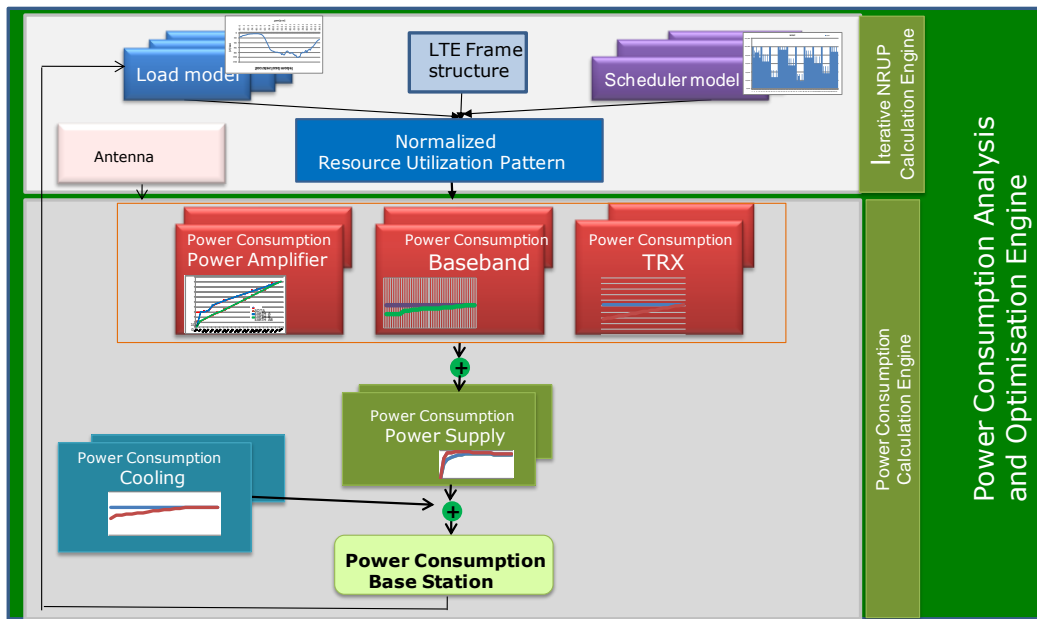 Load model
LTE Frame
structure
Scheduler model
Iterative NRUP
Calculation Engine
Normalized
Resource Utilization Pattern
Antenna
Power Consumption
Power Amplifier
Power Consumption
Baseband
Power Consumption
TRX
+
Power Consumption
Power Supply
Power Consumption
Cooling
+
Power Consumption
Base Station
Power Consumption
Calculation Engine
Power Consumption Analysis
and Optimisation Engine